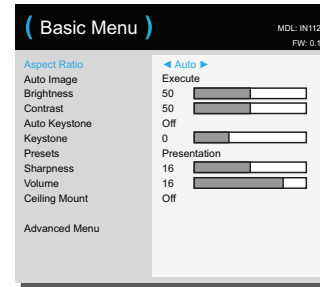 ( Basic Menu )
MDL: IN112
FW: 0.1
Aspect Ratio ◄ Auto ►
Auto Image Execute
Brightness 50
Contrast 50
Auto Keystone Off
Keystone 0
Presets Presentation
Sharpness 16
Volume 16
Ceiling Mount Off
Advanced Menu